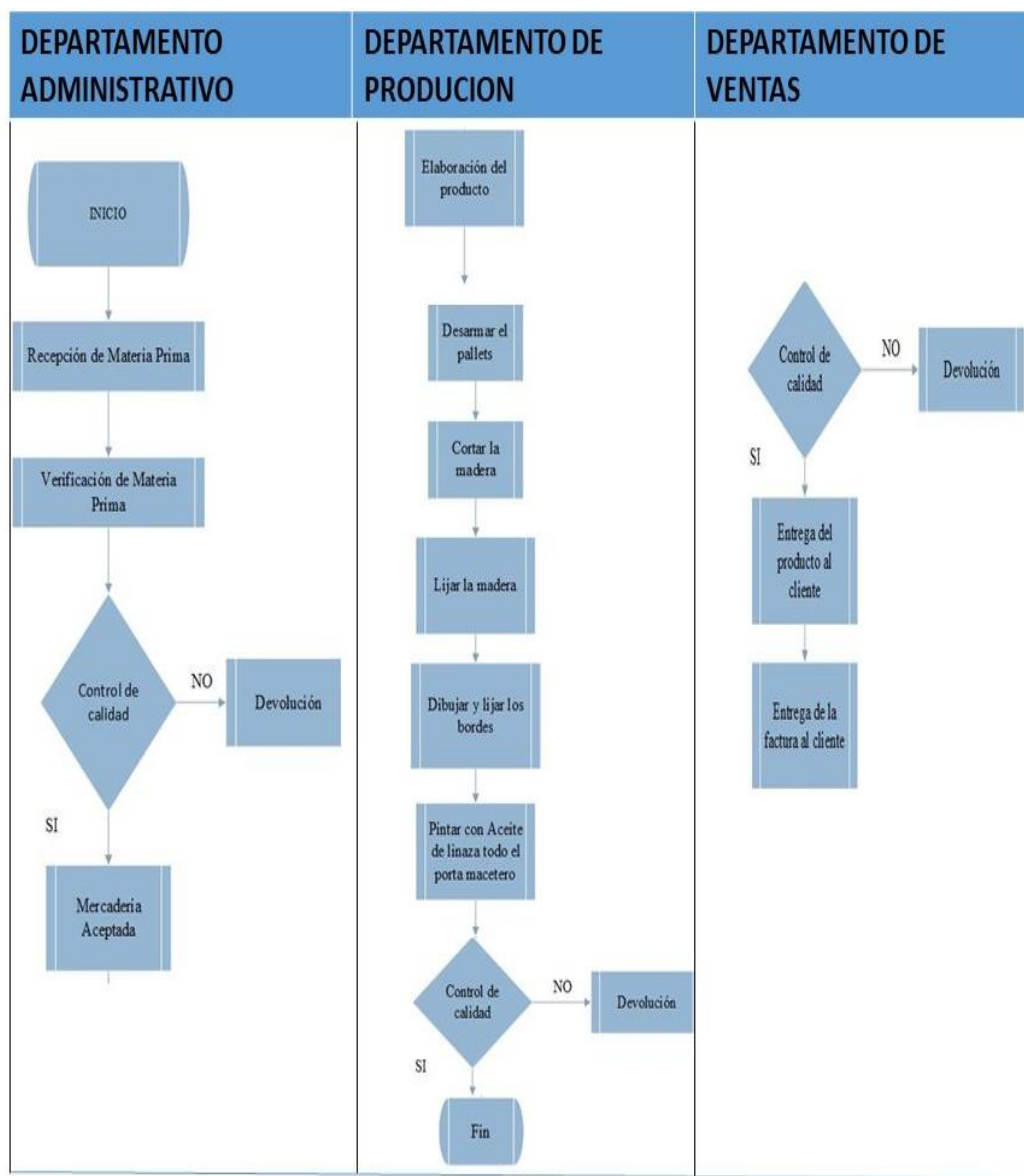 DEPARTAMENTO
ADMINISTRATIVO
DEPARTAMENTO DE
PRODUCION
DEPARTAMENTO DE
VENTAS
INICIO
Recepción de Materia Prima
Verificación de Materia
Prima
Control de
calidad
NO
Devolución
SI
Mercaderia
Aceptada
Elaboración del
producto
Desarmar el
pallets
Cortar la
madera
Lijar la madera
Dibujar y lijar los
bordes
Pintar con Aceite
de linaza todo el
porta macetero
Control de
calidad
NO
Devolución
SI
Fin
Control de
calidad
NO
Devolución
SI
Entrega del
producto al
cliente
Entrega de la
factura al cliente